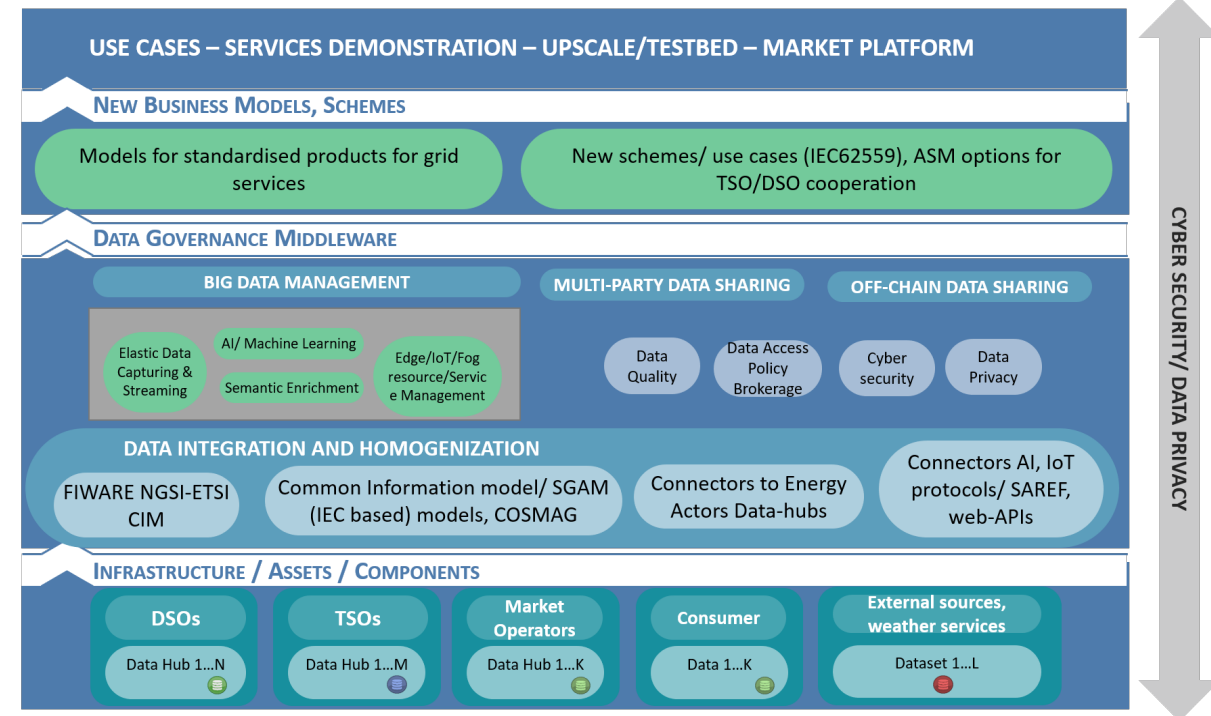 USE CASES – SERVICES DEMONSTRATION – UPSCALE/TESTBED – MARKET PLATFORM
NEW BUSINESS MODELS, SCHEMES
Models for standardised products for grid
services
New schemes/ use cases (IEC62559), ASM options for
TSO/DSO cooperation
DATA GOVERNANCE MIDDLEWARE
BIG DATA MANAGEMENT
MULTI-PARTY DATA SHARING
OFF-CHAIN DATA SHARING
Elastic Data
Capturing &
Streaming
AI/ Machine Learning
Semantic Enrichment
Edge/IoT/Fog
resource/Servic
e Management
Data
Quality
Data Access
Policy
Brokerage
Cyber
security
Data
Privacy
DATA INTEGRATION AND HOMOGENIZATION
FIWARE NGSI-ETSI
CIM
Common Information model/ SGAM
(IEC based) models, COSMAG
Connectors to Energy
Actors Data-hubs
Connectors AI, IoT
protocols/ SAREF,
web-APIs
INFRASTRUCTURE / ASSETS / COMPONENTS
DSOs
Data Hub 1...N
TSOs
Data Hub 1...M
Market
Operators
Data Hub 1...K
Consumer
Data 1...K
External sources,
weather services
Dataset 1...L
CYBER SECURITY/ DATA PRIVACY